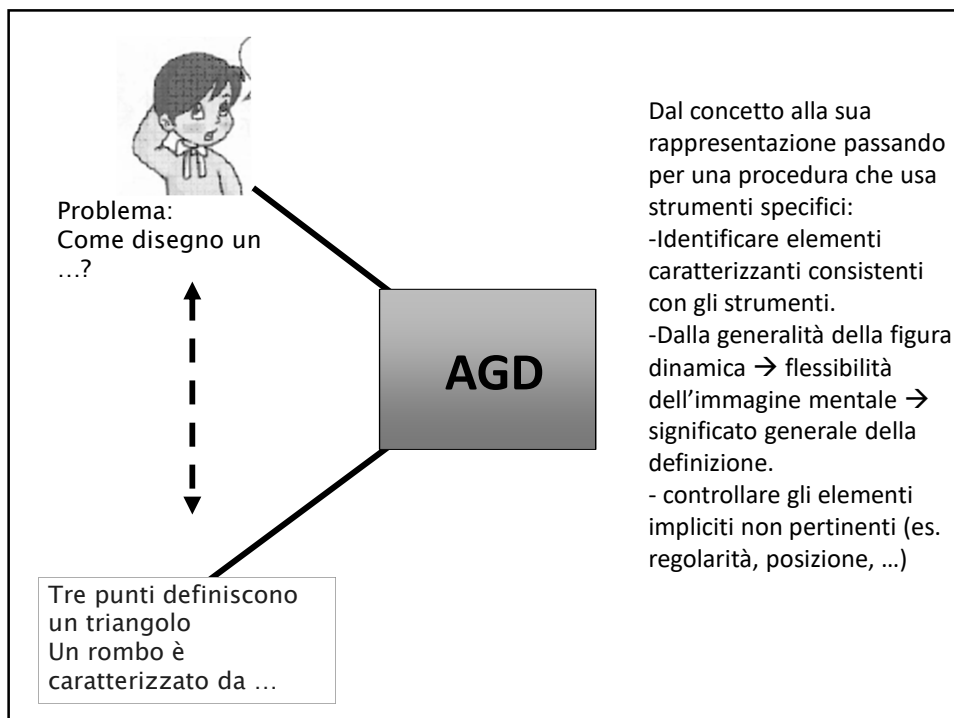 Problema:
Come disegno un
…?
AGD
Tre punti definiscono
un triangolo
Un rombo è
caratterizzato da …
Dal concetto alla sua
rappresentazione passando
per una procedura che usa
strumenti specifici:
-Identificare elementi
caratterizzanti consistenti
con gli strumenti.
-Dalla generalità della figura
dinamica → flessibilità
dell’immagine mentale →
significato generale della
definizione.
- controllare gli elementi
impliciti non pertinenti (es.
regolarità, posizione, …)